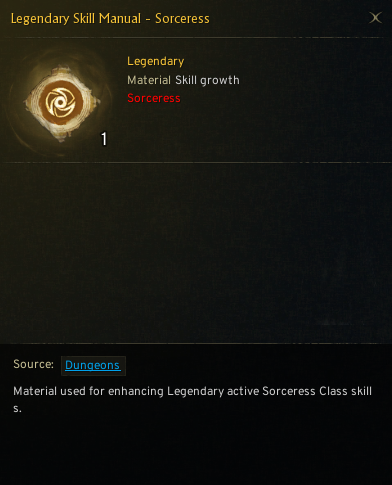 Legendary Skill Manual - Sorceress
Legendary
Material Skill growth
Sorceress
1
Source: Dungeons
Material used for enhancing Legendary active Sorceress Class skill
s.